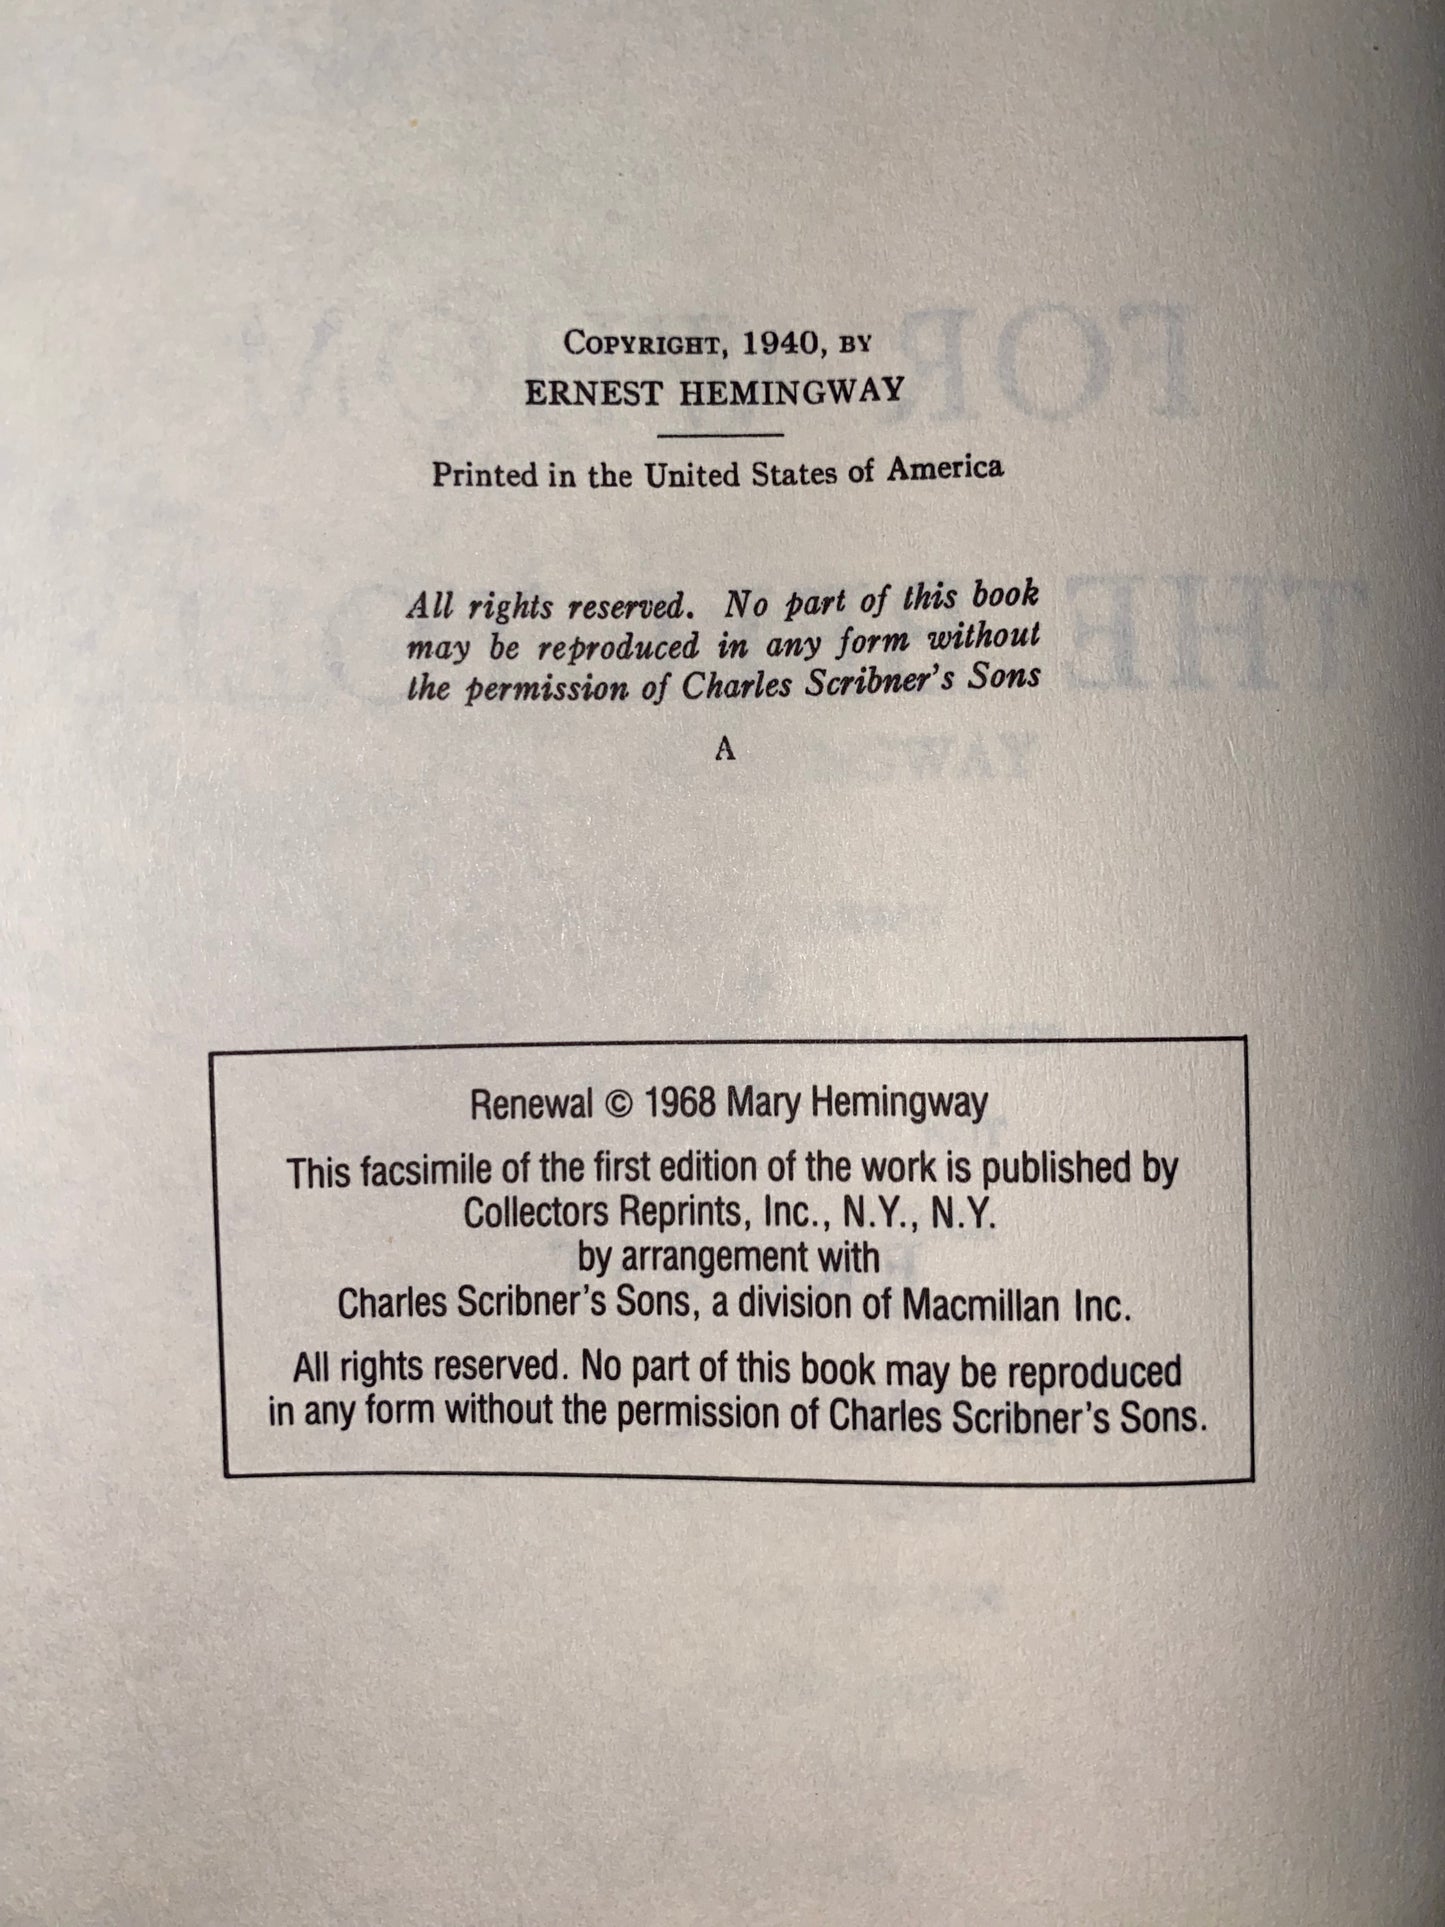 COPYRIGHT, 1940, BY
ERNEST HEMINGWAY
Printed in the United States of America
All rights reserved. No part of this book
may be reproduced in any form without
the permission of Charles Scribner's Sons
A
Renewal © 1968 Mary Hemingway
This facsimile of the first edition of the work is published by
Collectors Reprints, Inc., N.Y., N.Y.
by arrangement with
Charles Scribner's Sons, a division of Macmillan Inc.
All rights reserved. No part of this book may be reproduced
in any form without the permission of Charles Scribner's Sons.